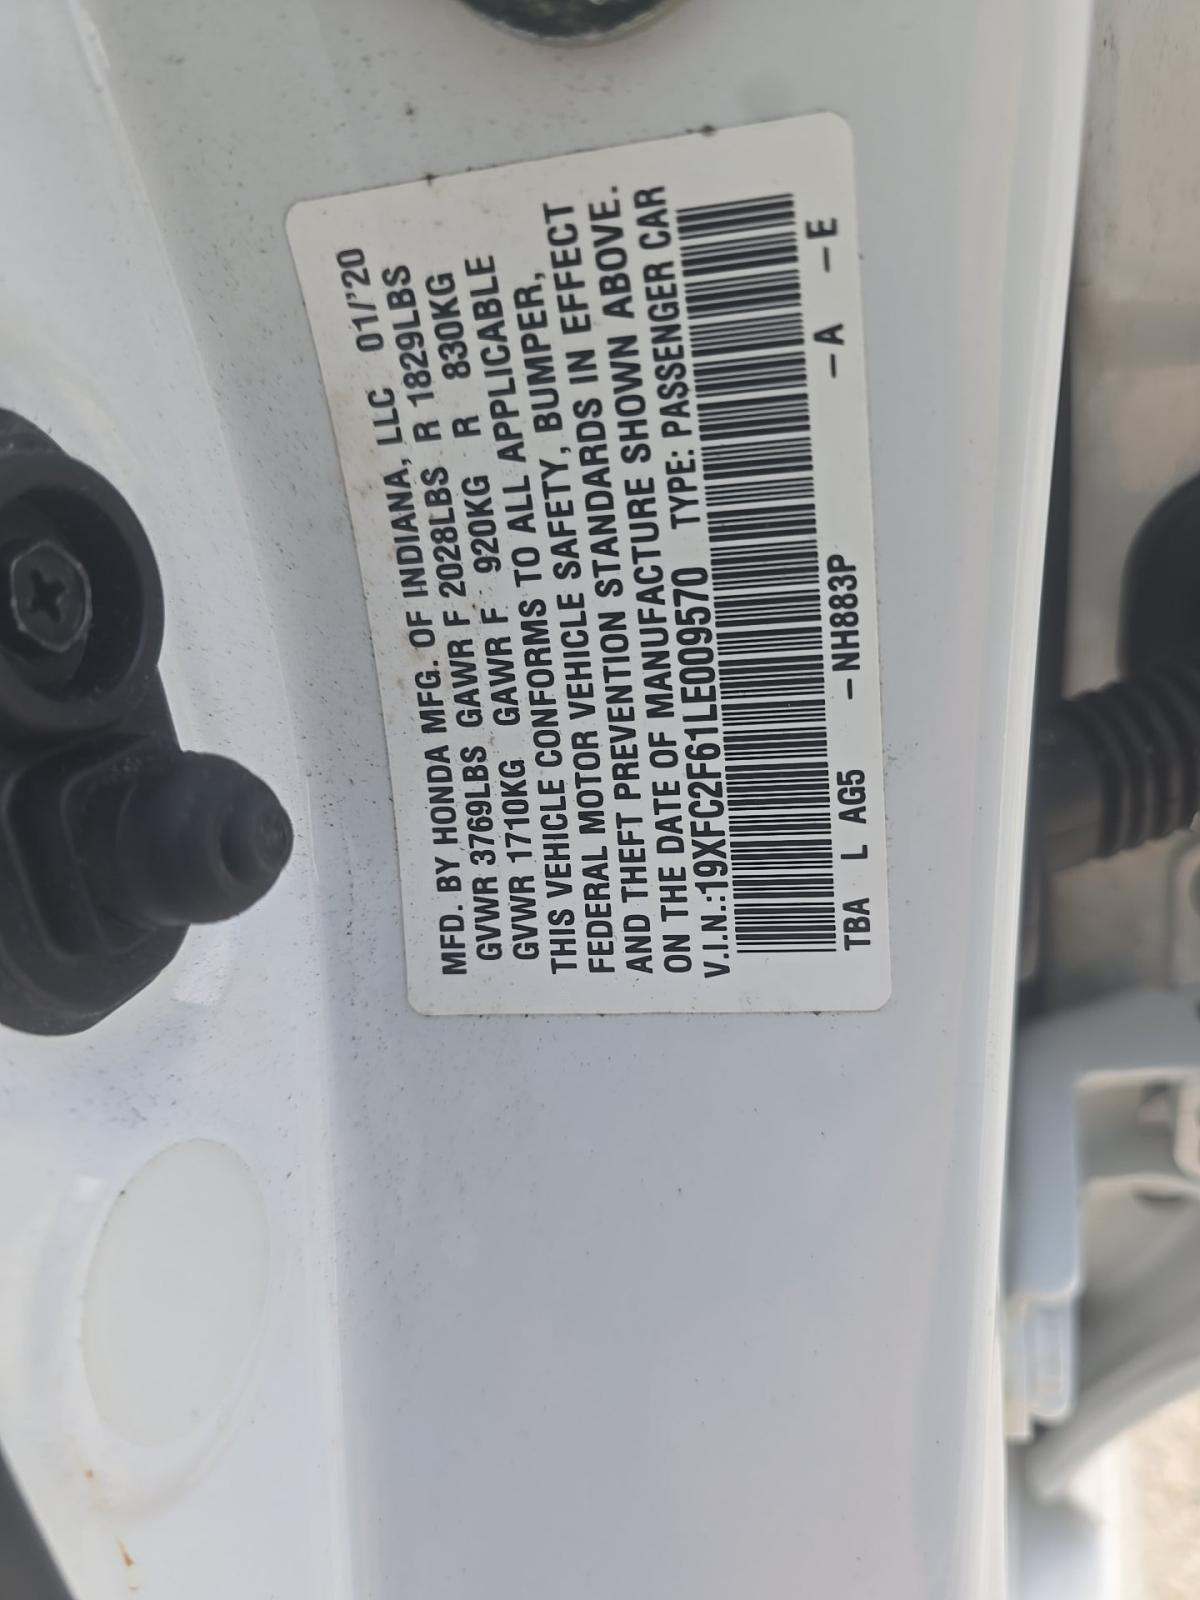 MFD. BY HONDA MFG. OF INDIANA, LLC 01/'20
GVWR 3769LBS GAWR F 2028LBS R 1829LBS
GVWR 1710KG GAWR F 920KG R 830KG
THIS VEHICLE CONFORMS TO ALL APPLICABLE
FEDERAL MOTOR VEHICLE SAFETY, BUMPER,
AND THEFT PREVENTION STANDARDS IN EFFECT
ON THE DATE OF MANUFACTURE SHOWN ABOVE.
V.I.N.:19XFC2F61LE009570 TYPE: PASSENGER CAR
TBA L AG5 –NH883P –A –E